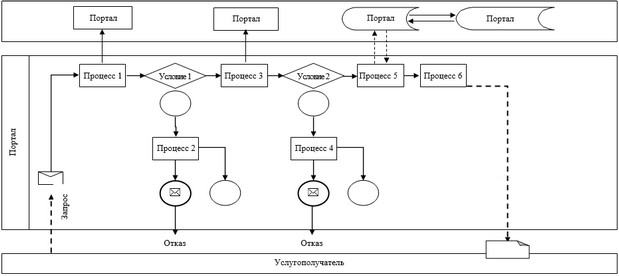 Портал
Портал
Портал
Портал
Процесс 1
Условие 1
Процесс 3
Условие 2
Процесс 5
Процесс 6
Портал
Процесс 2
Процесс 4
Запрос
Отказ
Отказ
Услугополучатель